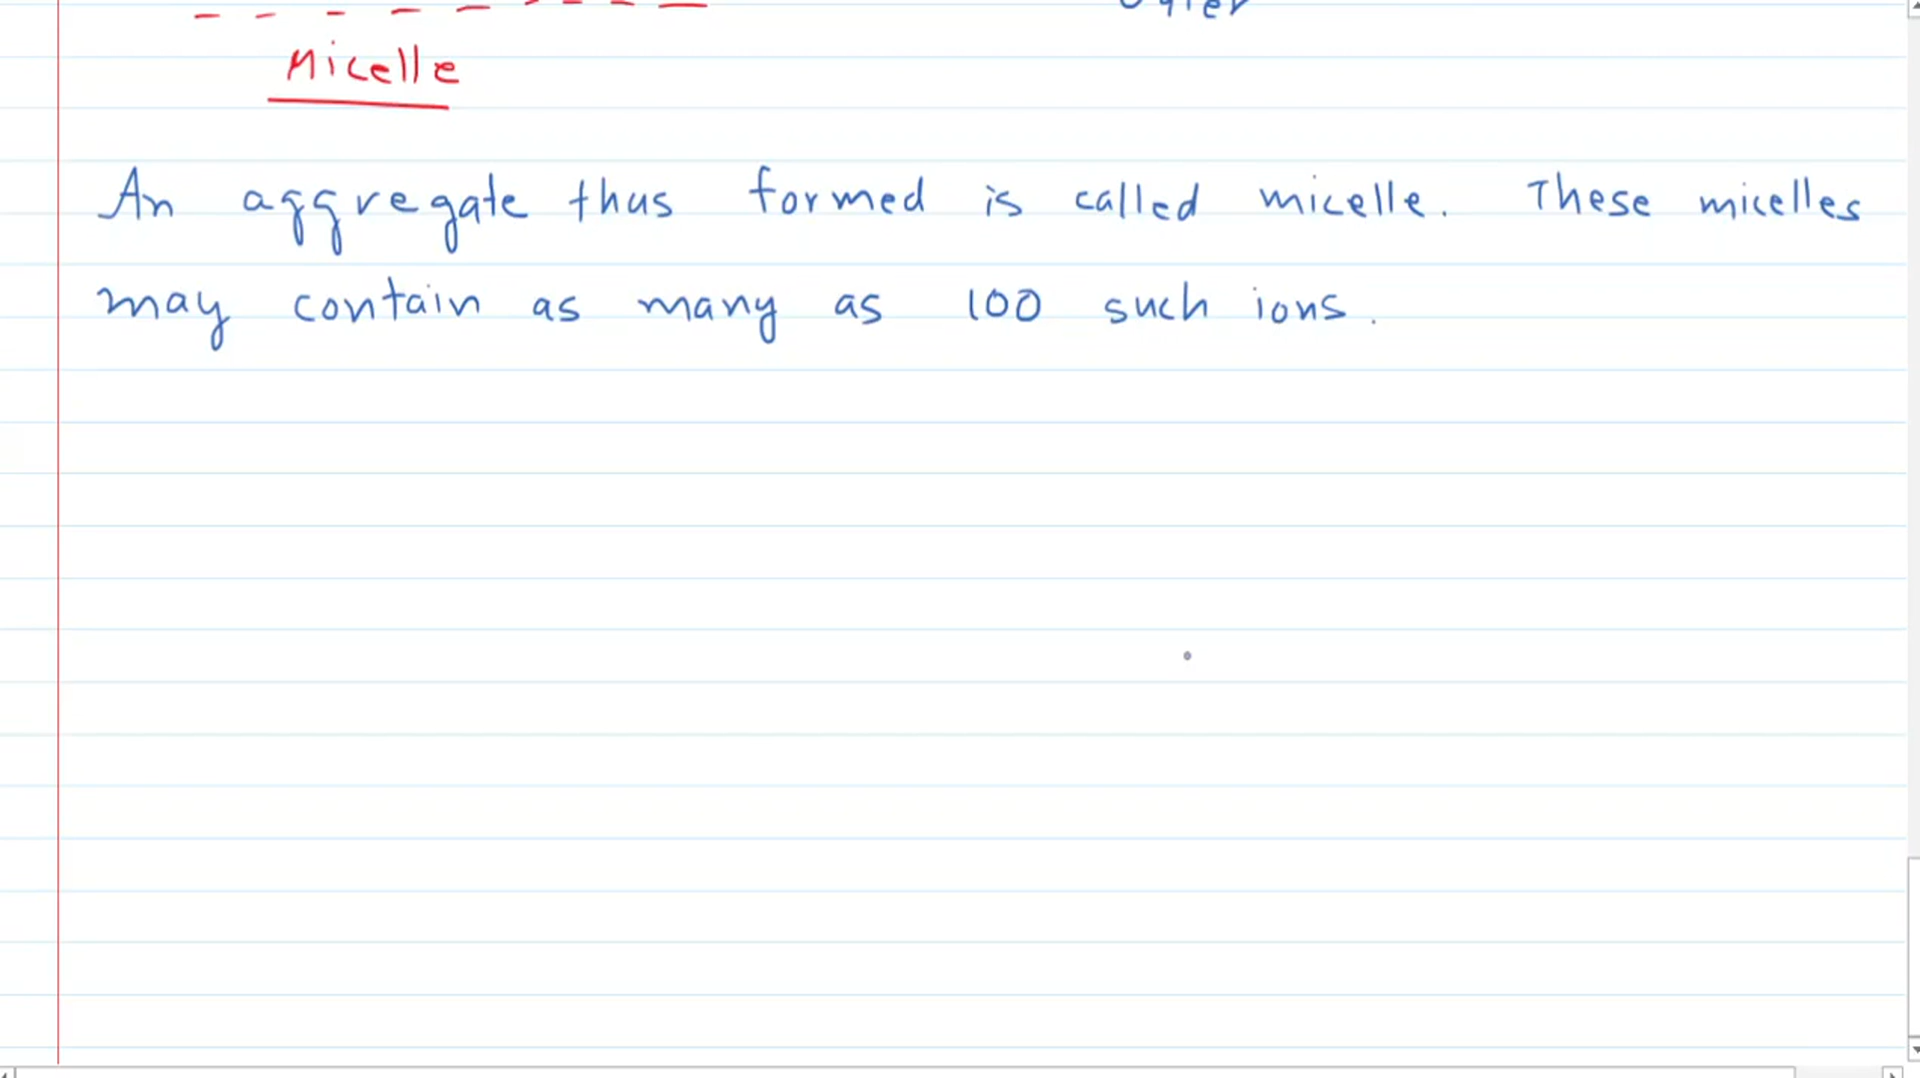 Micelle
An aggregate thus formed is called micelle. These micelles
may contain as many as 100 such ions.